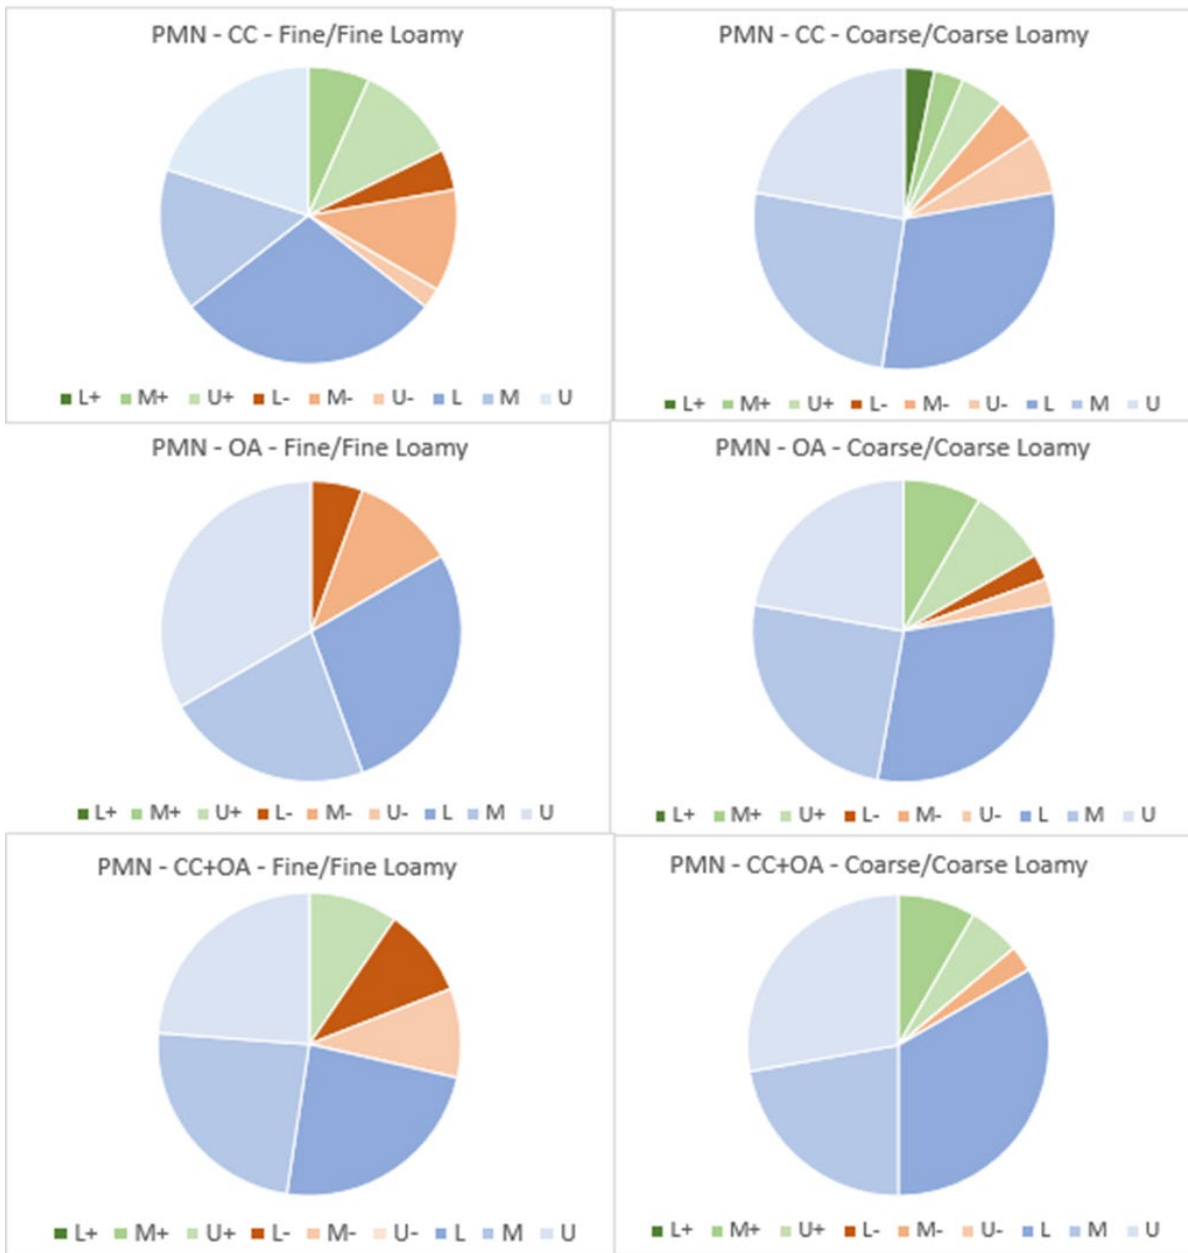 PMN - CC - Fine/Fine Loamy
L+ M+ U+ L- M- U- L M U
PMN - CC - Coarse/Coarse Loamy
L+ M+ U+ L- M- U- L M U
PMN - OA - Fine/Fine Loamy
L+ M+ U+ L- M- U- L M U
PMN - OA - Coarse/Coarse Loamy
L+ M+ U+ L- M- U- L M U
PMN - CC+OA - Fine/Fine Loamy
L+ M+ U+ L- M- U- L M U
PMN - CC+OA - Coarse/Coarse Loamy
L+ M+ U+ L- M- U- L M U